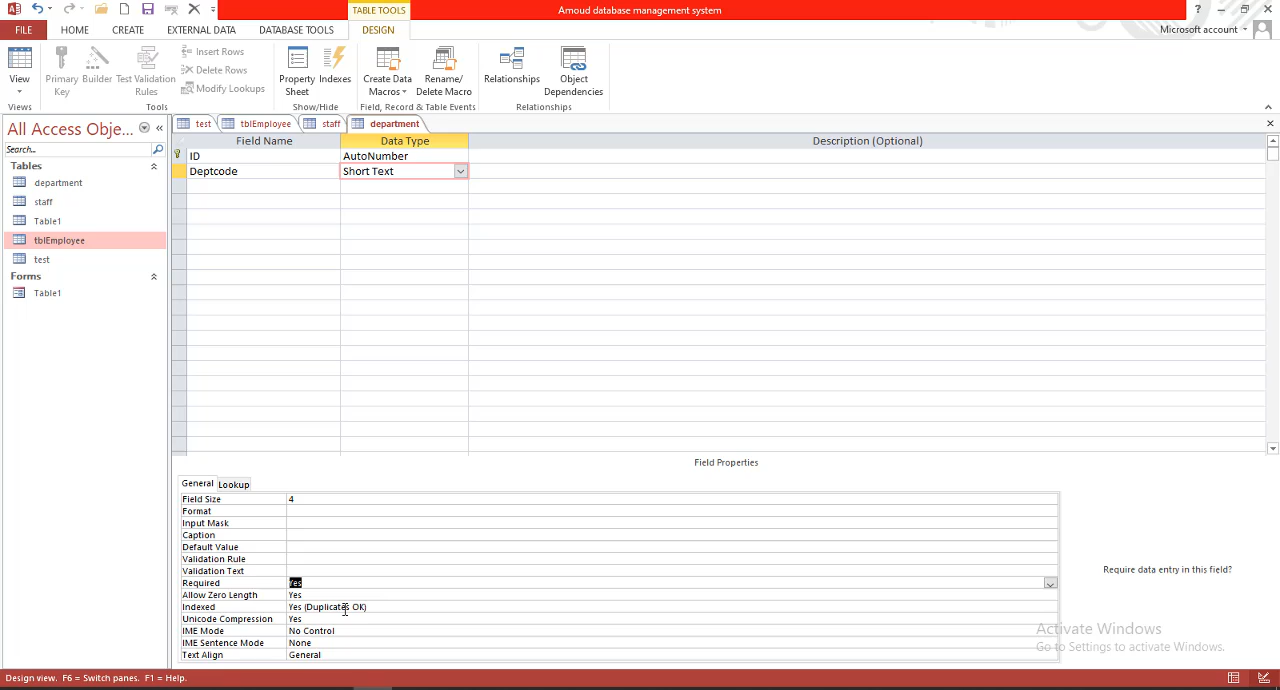 TABLE TOOLS
Amoud database management system
?
FILE
HOME
CREATE
EXTERNAL DATA
DATABASE TOOLS
DESIGN
Microsoft account
View
Primary Key
Builder
Test Validation Rules
Insert Rows
Delete Rows
Modify Lookups
Property Sheet
Indexes
Create Data Macros
Rename/ Delete Macro
Relationships
Object Dependencies
Views
Tools
Show/Hide
Field, Record & Table Events
Relationships
All Access Obje...
Search...
Tables
department
staff
Table1
tblEmployee
test
Forms
Table1
test
tblEmployee
staff
department
Field Name
Data Type
Description (Optional)
ID
AutoNumber
Deptcode
Short Text
Field Properties
General
Lookup
Field Size
4
Format
Input Mask
Caption
Default Value
Validation Rule
Validation Text
Required
Yes
Allow Zero Length
Yes
Indexed
Yes (Duplicates OK)
Unicode Compression
Yes
IME Mode
No Control
IME Sentence Mode
None
Text Align
General
Require data entry in this field?
Activate Windows
Go to Settings to activate Windows.
Design view.  F6 = Switch panes.  F1 = Help.